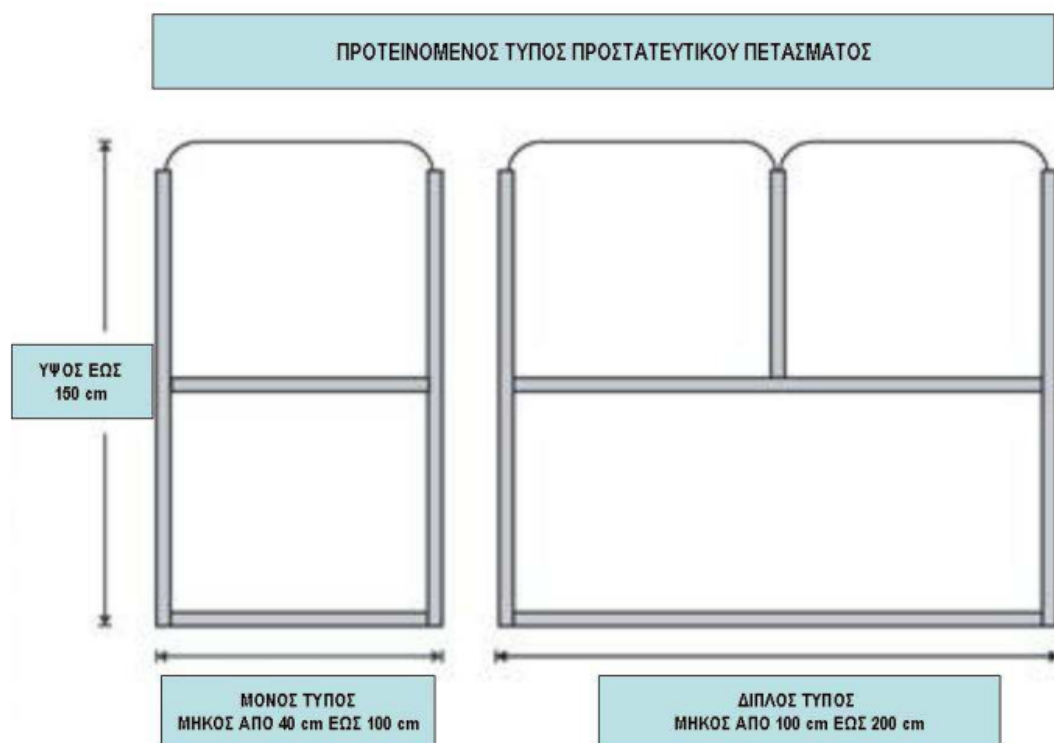 ΠΡΟΤΕΙΝΟΜΕΝΟΣ ΤΥΠΟΣ ΠΡΟΣΤΑΤΕΥΤΙΚΟΥ ΠΕΤΑΣΜΑΤΟΣ
ΥΨΟΣ ΕΩΣ
150 cm
ΜΟΝΟΣ ΤΥΠΟΣ
ΜΗΚΟΣ ΑΠΟ 40 cm ΕΩΣ 100 cm
ΔΙΠΛΟΣ ΤΥΠΟΣ
ΜΗΚΟΣ ΑΠΟ 100 cm ΕΩΣ 200 cm